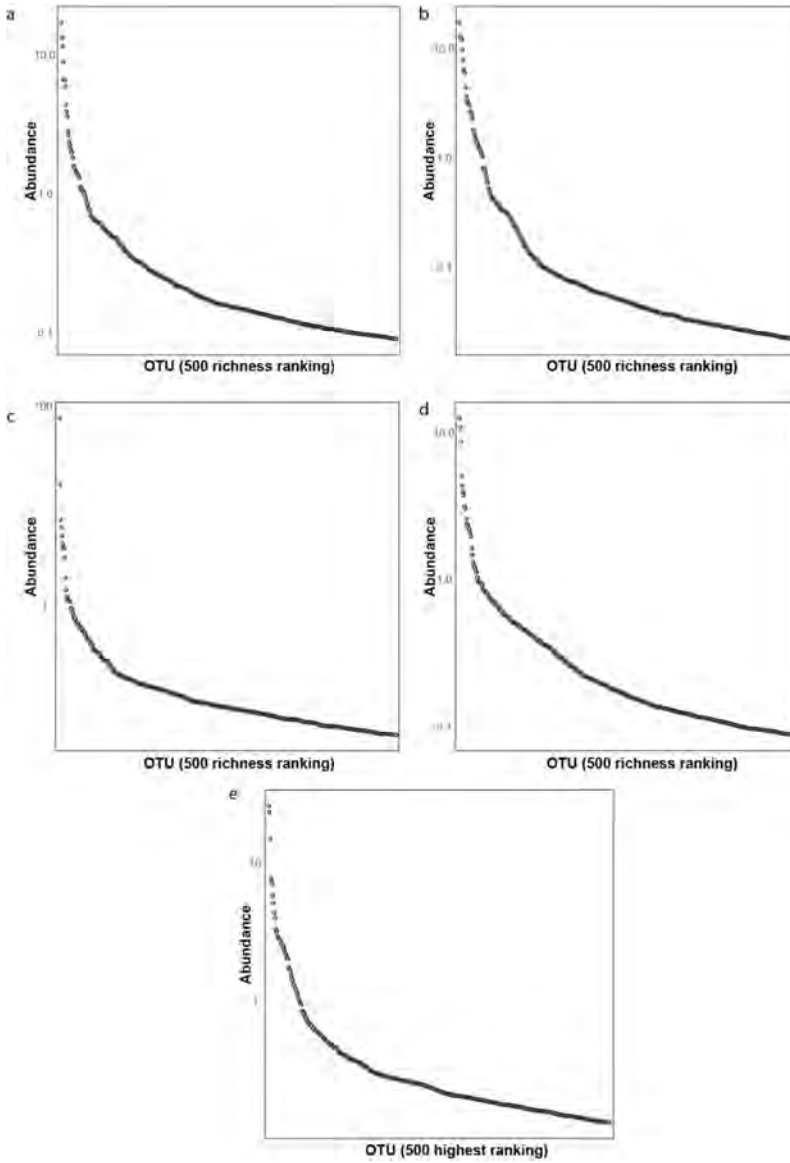 a
10.0
Abundance
1.0
0.1
OTU (500 richness ranking)
b
10.0
Abundance
1.0
0.1
OTU (500 richness ranking)
c
100
Abundance
1
OTU (500 richness ranking)
d
10.0
Abundance
1.0
0.1
OTU (500 richness ranking)
e
10
Abundance
1
OTU (500 highest ranking)